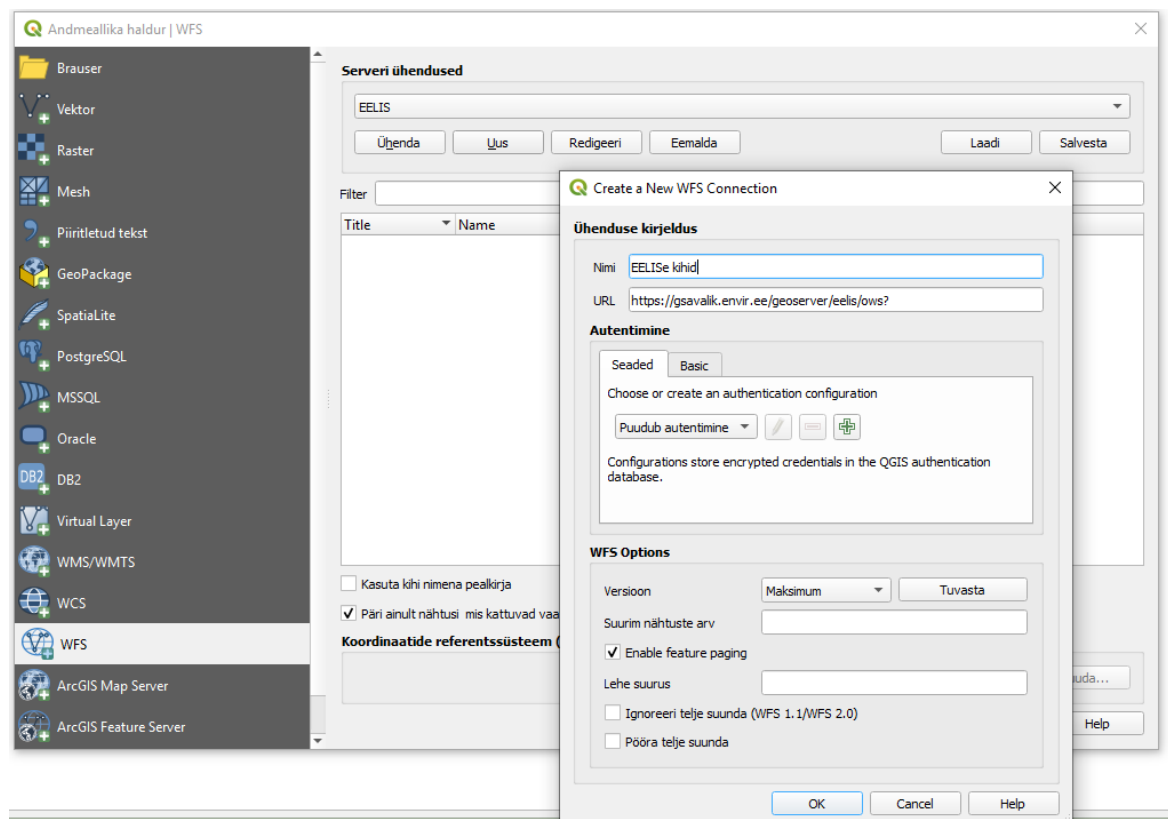 Andmeallika haldur | WFS
Brauser
Vektor
Raster
Mesh
Piiritletud tekst
GeoPackage
SpatiaLite
PostgreSQL
MSSQL
Oracle
DB2 DB2
Virtual Layer
WMS/WMTS
WCS
WFS
ArcGIS Map Server
ArcGIS Feature Server
Serveri ühendused
EELIS
Ühenda Uus Redigeeri Eemalda Laadi Salvesta
Filter
Title Name
Kasuta kihi nimena pealkirja
Päri ainult nähtusi mis kattuvad vaa
Koordinaatide referentssüsteem (
uuda...
Help
Create a New WFS Connection
Ühenduse kirjeldus
Nimi EELISe kihid
URL https://gsavalik.envir.ee/geoserver/eelis/ows?
Autentimine
Seaded Basic
Choose or create an authentication configuration
Puudub autentimine
Configurations store encrypted credentials in the QGIS authentication
database.
WFS Options
Versioon Maksimum Tuvasta
Suurim nähtuste arv
Enable feature paging
Lehe suurus
Ignoreeri telje suunda (WFS 1.1/WFS 2.0)
Pööra telje suunda
OK Cancel Help